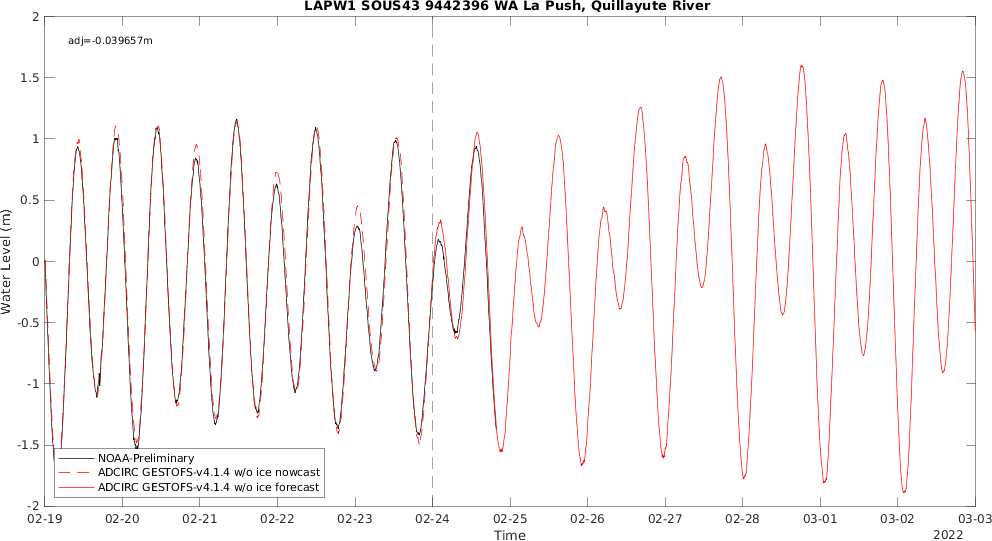 LAPW1 SOUS43 9442396 WA La Push, Quillayute River
adj=-0.039657m
Water Level (m)
2
1.5
1
0.5
0
-0.5
-1
-1.5
-2
NOAA-Preliminary
ADCIRC GESTOFS-v4.1.4 w/o ice nowcast
ADCIRC GESTOFS-v4.1.4 w/o ice forecast
02-19 02-20 02-21 02-22 02-23 02-24 02-25 02-26 02-27 02-28 03-01 03-02 03-03
Time
2022